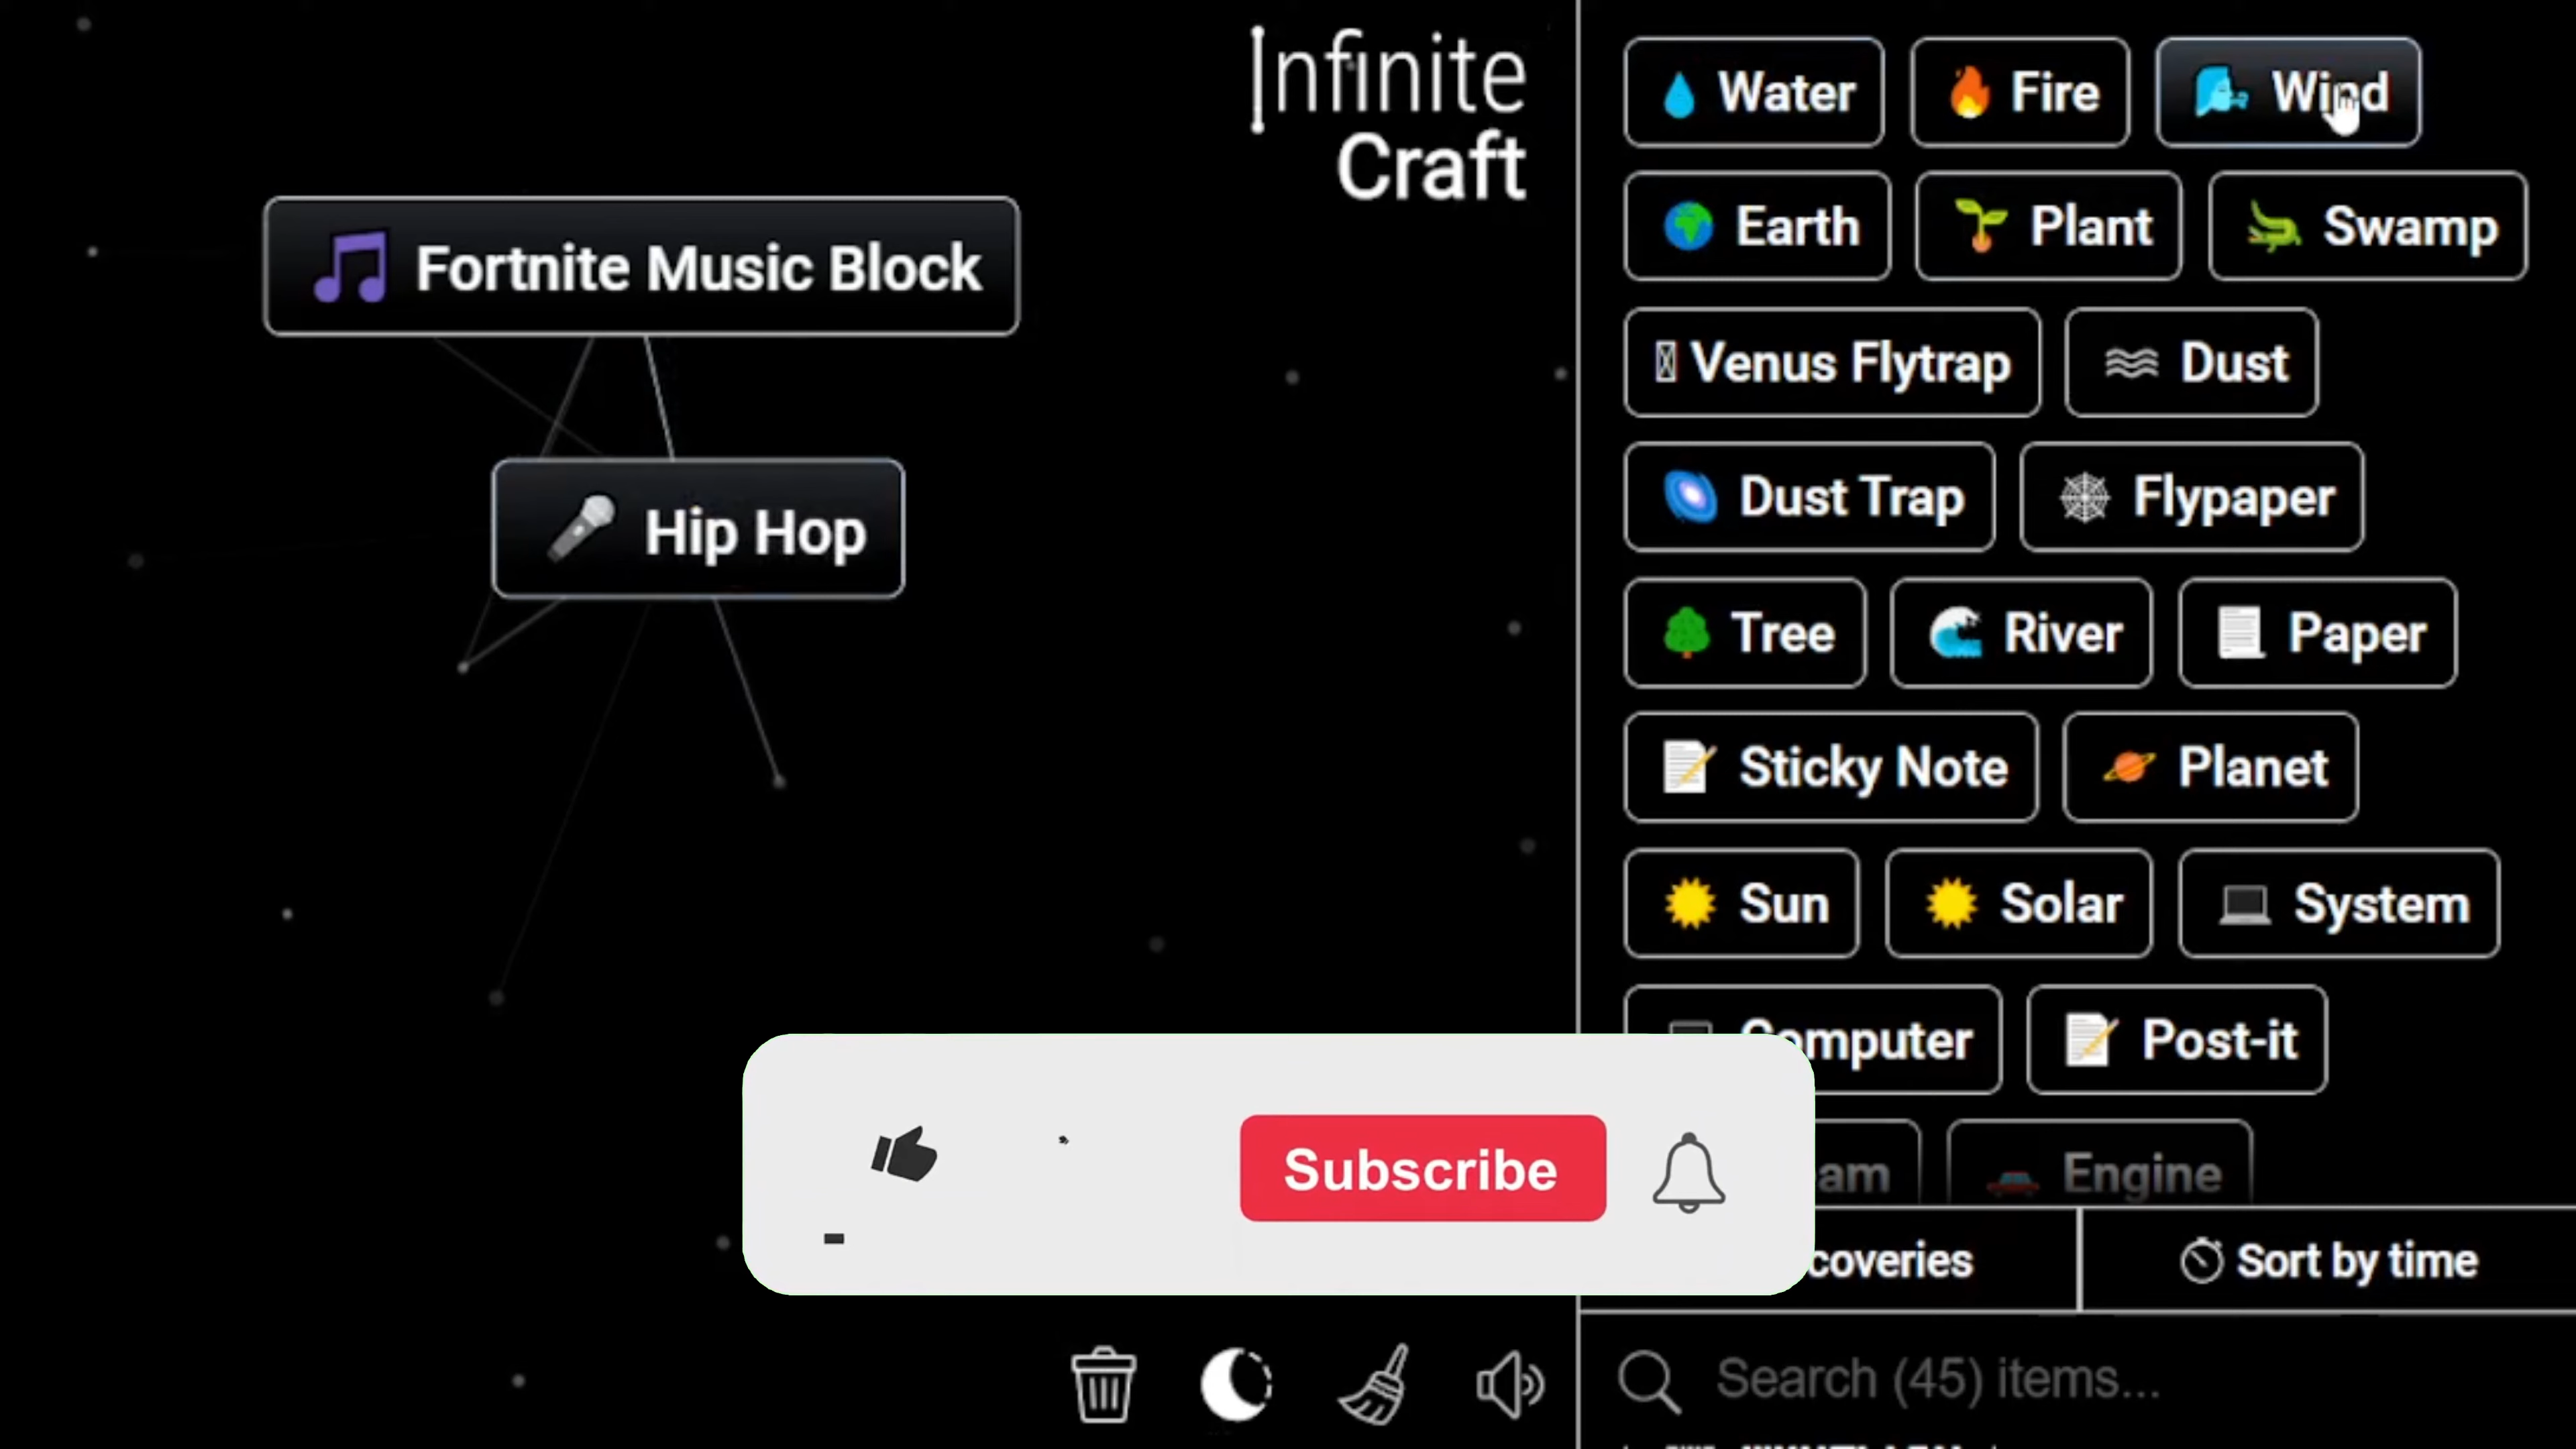 Infinite
Craft
Fortnite Music Block
Hip Hop
Water
Fire
Wind
Earth
Plant
Swamp
Venus Flytrap
Dust
Dust Trap
Flypaper
Tree
River
Paper
Sticky Note
Planet
Sun
Solar
System
Computer
Post-it
Engine
Subscribe
Sort by time
Search (45) items...